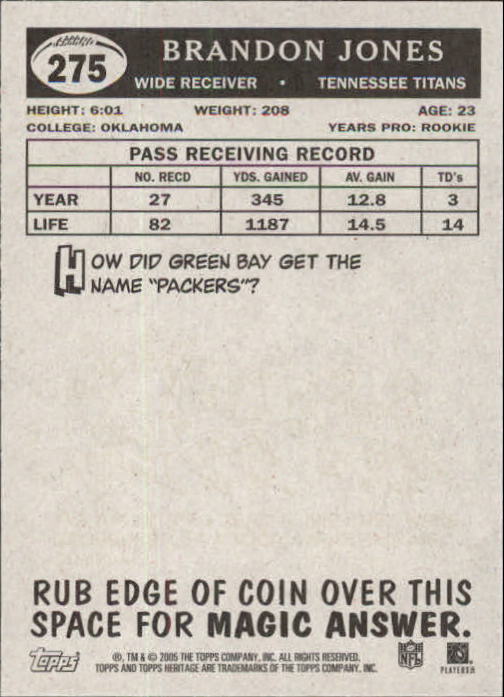 275
BRANDON JONES
WIDE RECEIVER • TENNESSEE TITANS
HEIGHT: 6:01 WEIGHT: 208 AGE: 23
COLLEGE: OKLAHOMA YEARS PRO: ROOKIE
PASS RECEIVING RECORD
NO. RECD YDS. GAINED AV. GAIN TD's
YEAR 27 345 12.8 3
LIFE 82 1187 14.5 14
HOW DID GREEN BAY GET THE
NAME "PACKERS"?
RUB EDGE OF COIN OVER THIS
SPACE FOR MAGIC ANSWER.
Topps
®, TM & © 2005 THE TOPPS COMPANY, INC. ALL RIGHTS RESERVED.
TOPPS AND TOPPS HERITAGE ARE TRADEMARKS OF THE TOPPS COMPANY, INC.
NFL
PLAYERS